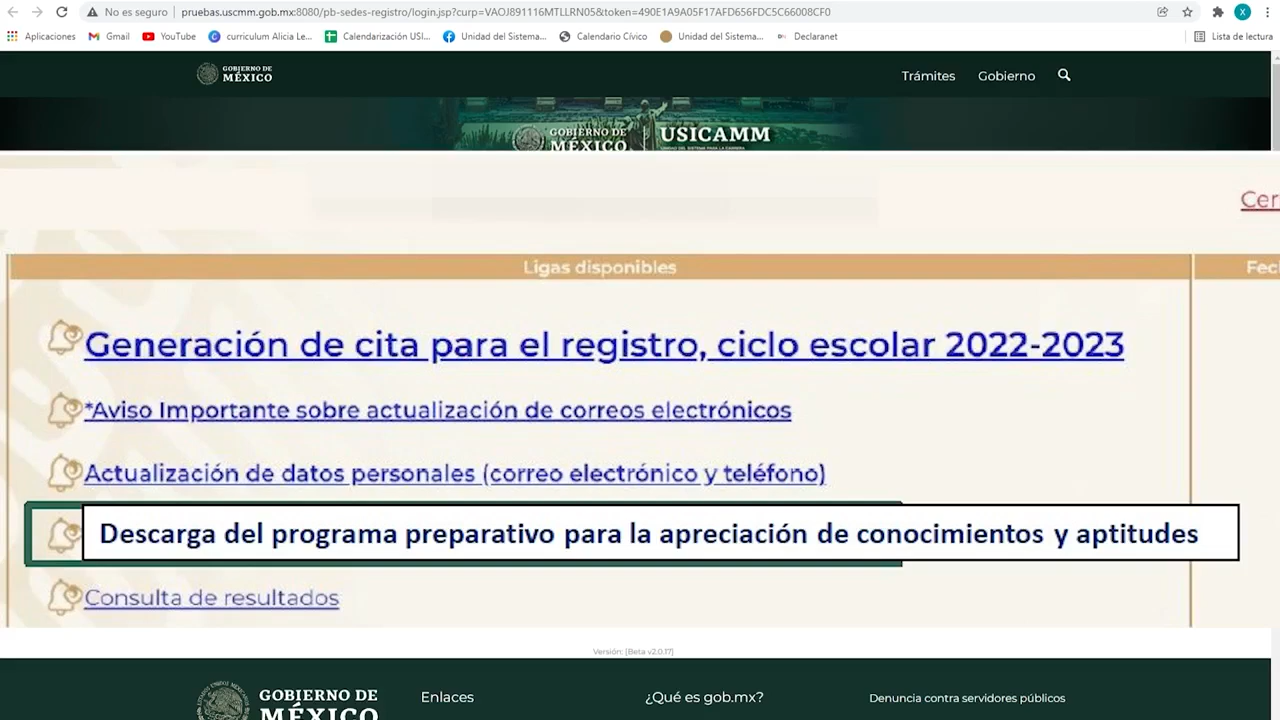 No es seguro
pruebas.uscmm.gob.mx:8080/pb-sedes-registro/login.jsp?curp=VAOJ891116MTLLRN05&token=490E1A9A05F17AFD656FDC5C66008CF0
X
Aplicaciones
Gmail
YouTube
curriculum Alicia Le...
Calendarización USI...
Unidad del Sistema...
Calendario Cívico
Unidad del Sistema...
Declaranet
Lista de lectura
GOBIERNO DE
MÉXICO
Trámites
Gobierno
GOBIERNO DE
MÉXICO
USICAMM
Cer
Ligas disponibles
Fec
Generación de cita para el registro, ciclo escolar 2022-2023
*Aviso Importante sobre actualización de correos electrónicos
Actualización de datos personales (correo electrónico y teléfono)
Descarga del programa preparativo para la apreciación de conocimientos y aptitudes
Consulta de resultados
Versión: [Beta v2.0.17]
GOBIERNO DE
MÉXICO
Enlaces
¿Qué es gob.mx?
Denuncia contra servidores públicos